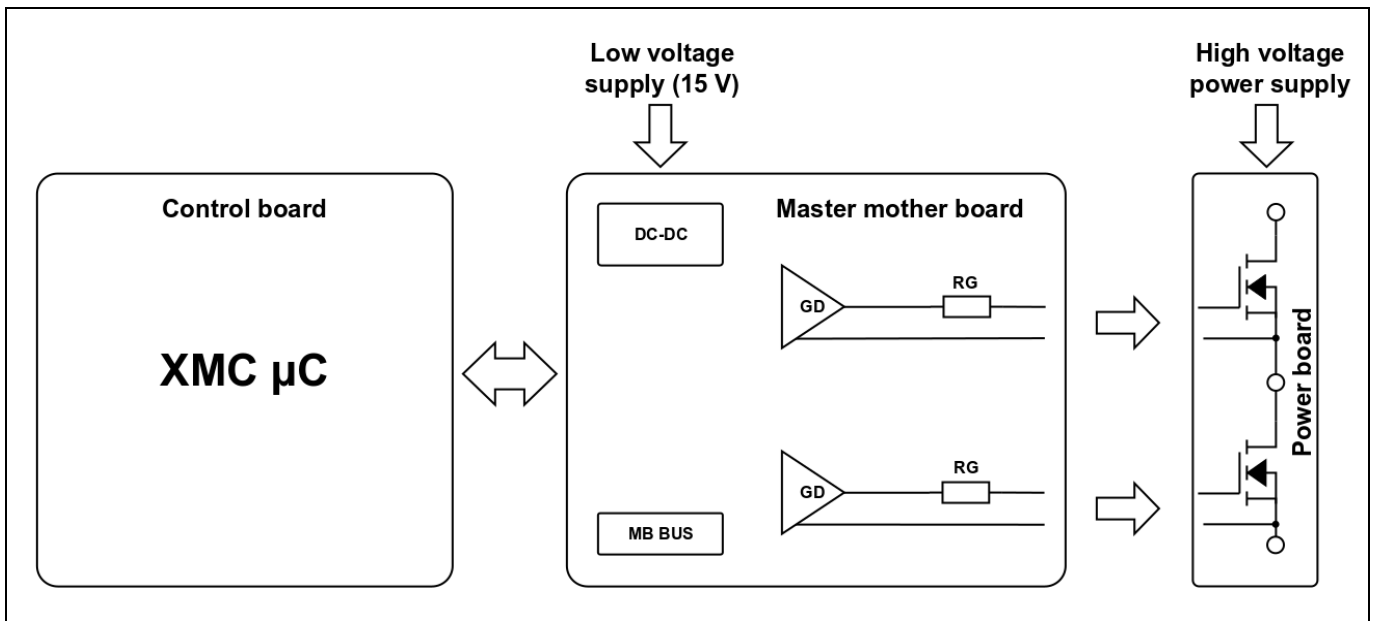 Low voltage
supply (15 V)
High voltage
power supply
Control board
XMC µC
Master mother board
DC-DC
GD
RG
GD
RG
MB BUS
Power board